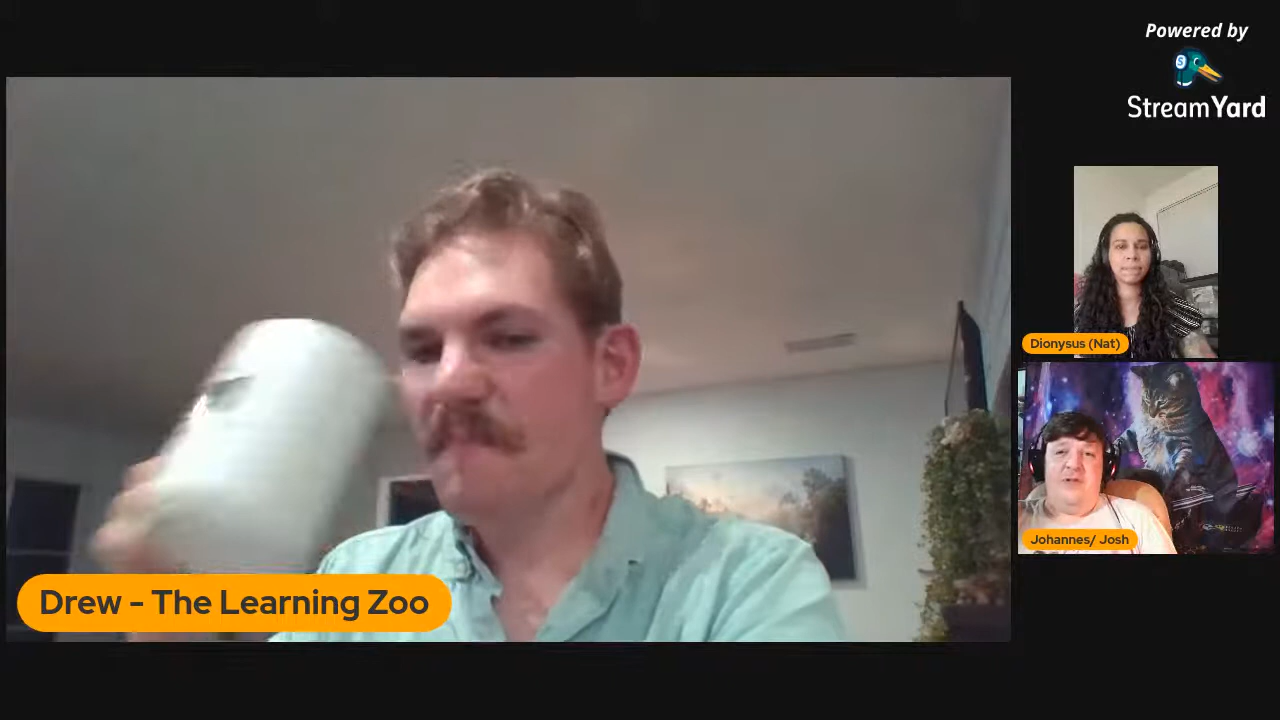 Powered by
StreamYard
Dionysus (Nat)
Johannes/ Josh
Drew - The Learning Zoo